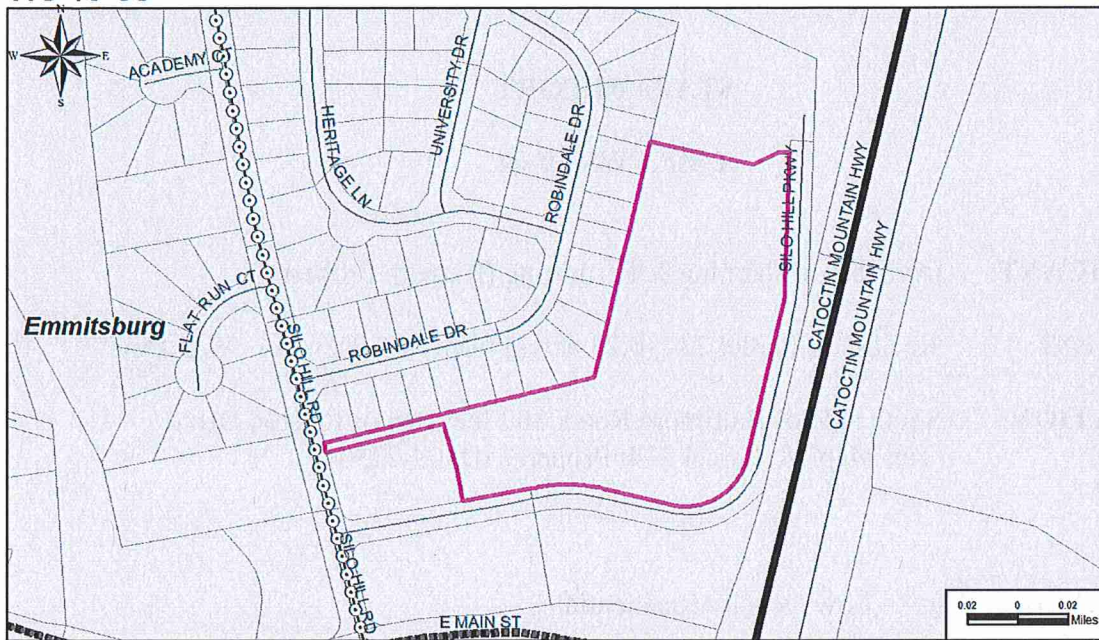 N
W
E
S
ACADEMY CT
HERITAGE LN
UNIVERSITY DR
ROBINDALE DR
SILO HILL PKWY
CATOCTIN MOUNTAIN HWY
CATOCTIN MOUNTAIN HWY
FLAT RUN CT
Emmitsburg
SILO HILL RD
ROBINDALE DR
SILO HILL RD
E MAIN ST
0.02 0 0.02
Miles